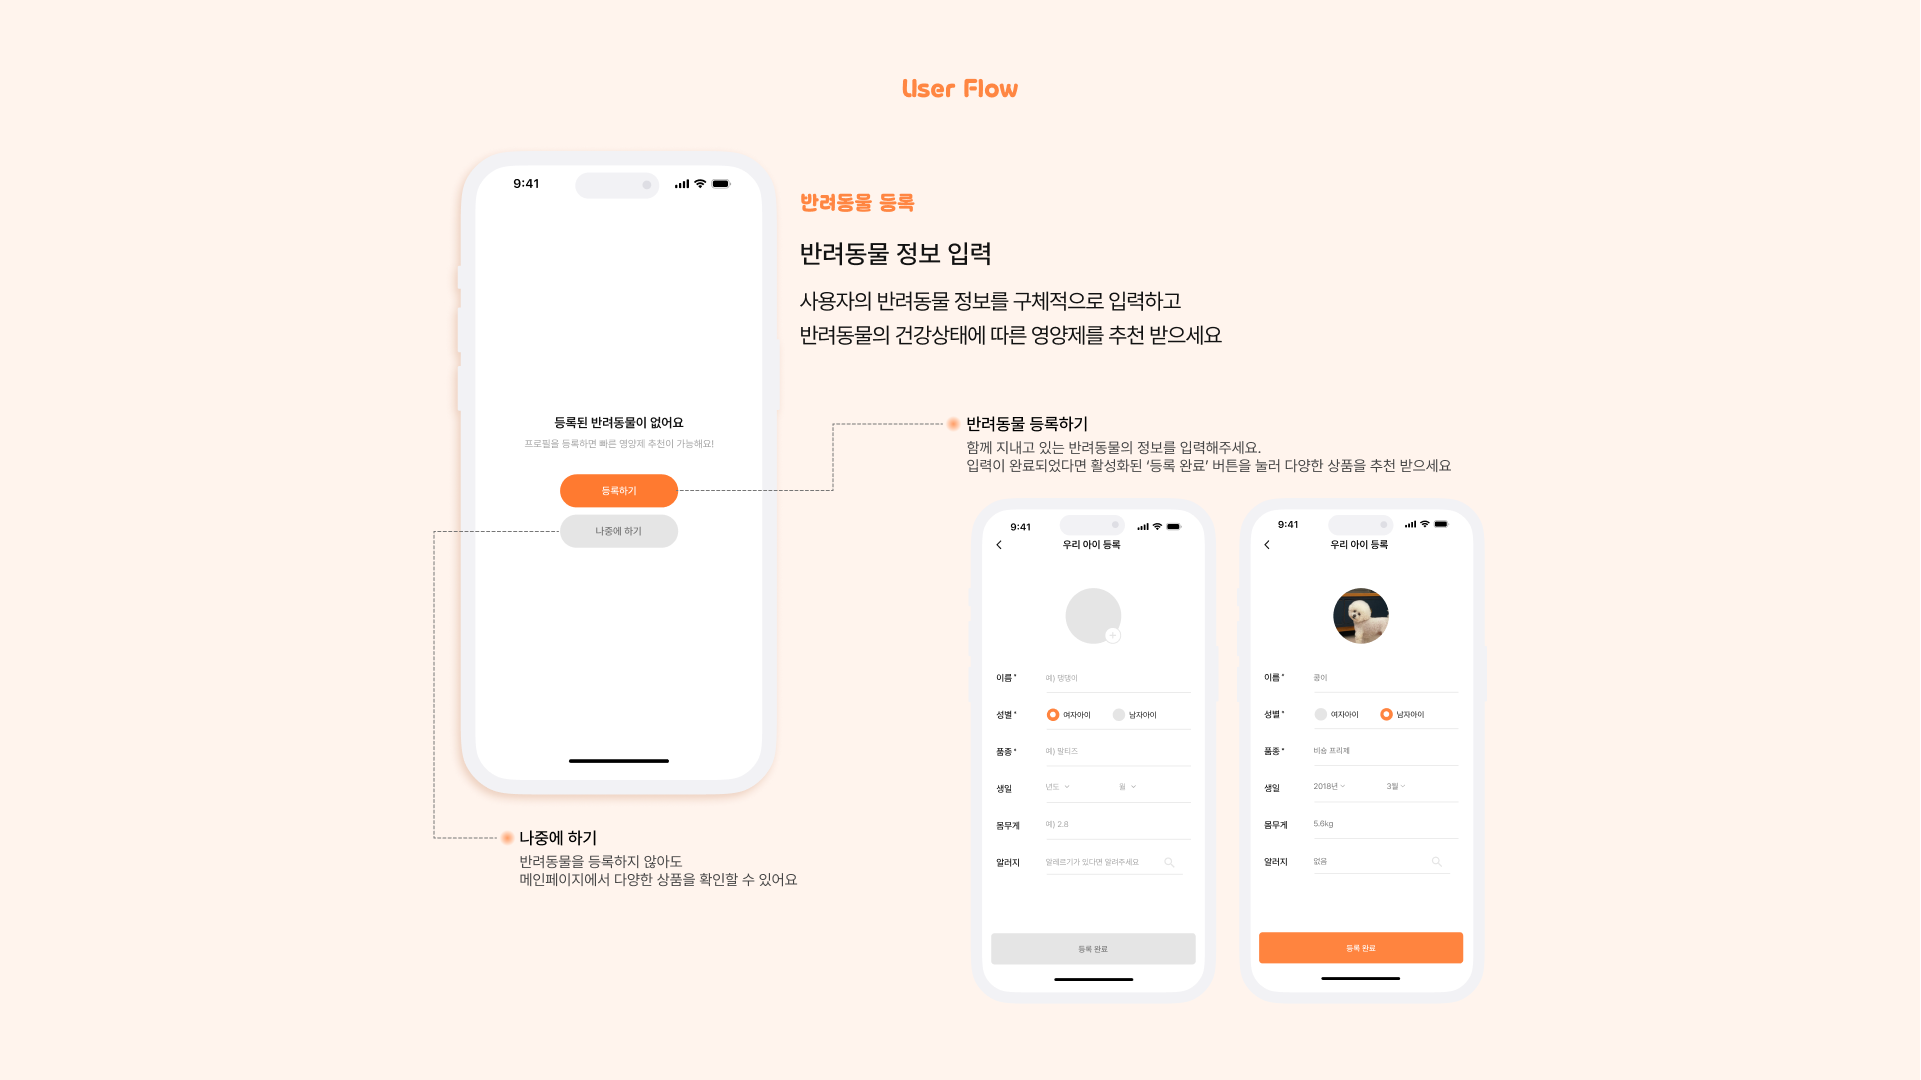 User Flow
9:41
반려동물 등록
반려동물 정보 입력
사용자의 반려동물 정보를 구체적으로 입력하고
반려동물의 건강상태에 따른 영양제를 추천 받으세요
등록된 반려동물이 없어요
프로필을 등록하면 빠른 영양제 추천이 가능해요!
등록하기
나중에 하기
반려동물 등록하기
함께 지내고 있는 반려동물의 정보를 입력해주세요.
입력이 완료되었다면 활성화된 ‘등록 완료’ 버튼을 눌러 다양한 상품을 추천 받으세요
나중에 하기
반려동물을 등록하지 않아도
메인페이지에서 다양한 상품을 확인할 수 있어요
9:41
우리 아이 등록
이름 * 예) 멍멍이
성별 * 여자아이 남자아이
품종 * 예) 말티즈
생일 년도 월
몸무게 예) 2.8
알러지 알레르기가 있다면 알려주세요
등록 완료
9:41
우리 아이 등록
이름 * 콩이
성별 * 여자아이 남자아이
품종 * 비숑 프리제
생일 2018년 3월
몸무게 5.6kg
알러지 없음
등록 완료